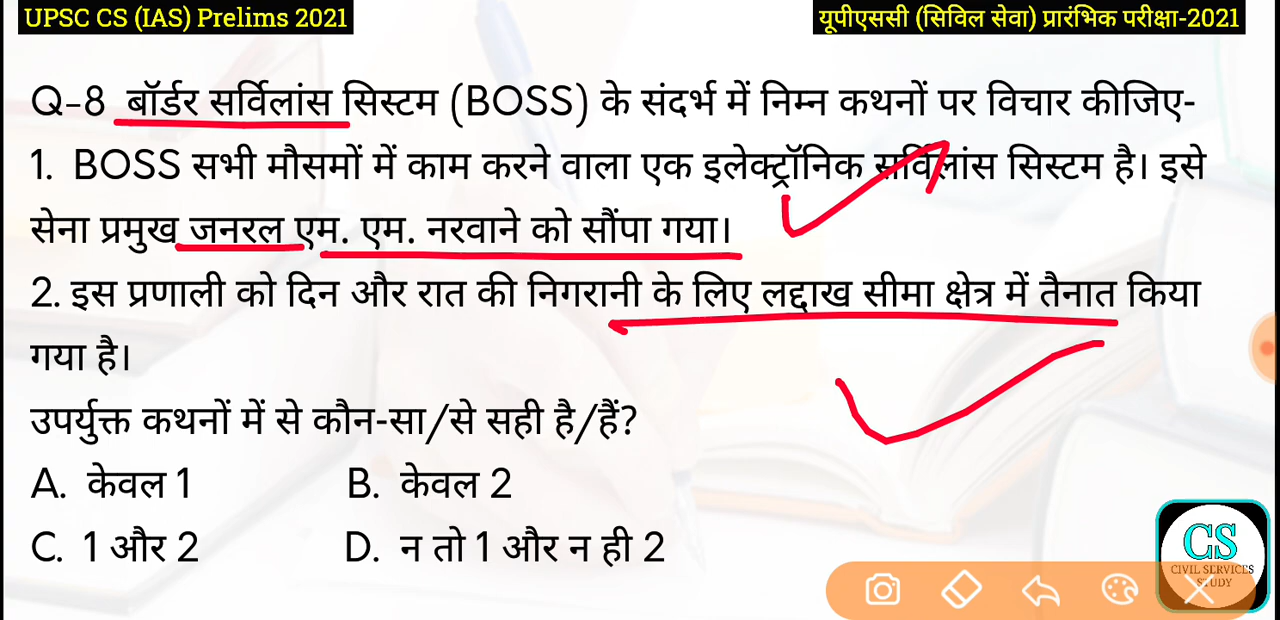 UPSC CS (IAS) Prelims 2021
यूपीएससी (सिविल सेवा) प्रारंभिक परीक्षा-2021
Q-8 बॉर्डर सर्विलांस सिस्टम (BOSS) के संदर्भ में निम्न कथनों पर विचार कीजिए-
1. BOSS सभी मौसमों में काम करने वाला एक इलेक्ट्रॉनिक सर्विलांस सिस्टम है। इसे
सेना प्रमुख जनरल एम. एम. नरवाने को सौंपा गया।
2. इस प्रणाली को दिन और रात की निगरानी के लिए लद्दाख सीमा क्षेत्र में तैनात किया
गया है।
उपर्युक्त कथनों में से कौन-सा/से सही है/हैं?
A. केवल 1 B. केवल 2
C. 1 और 2 D. न तो 1 और न ही 2
CS
CIVIL SERVICES
STUDY